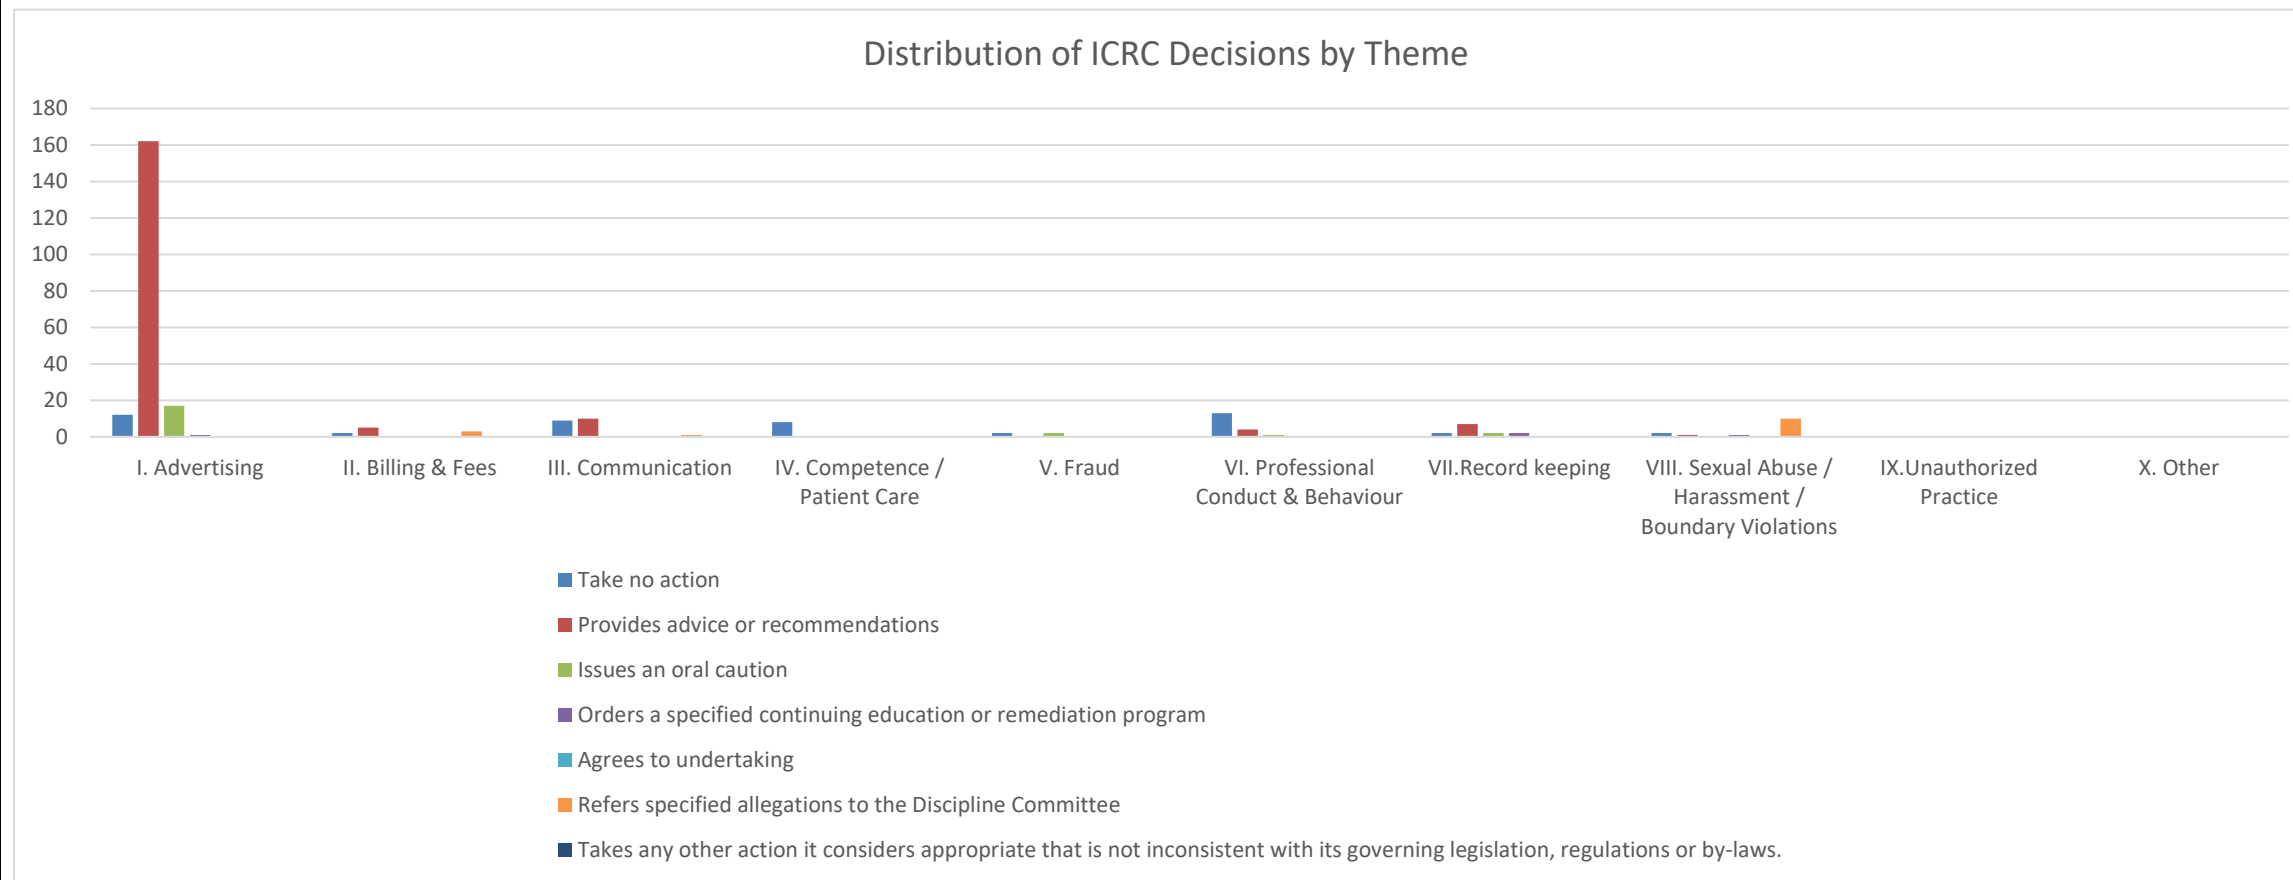 Distribution of ICRC Decisions by Theme
180
160
140
120
100
80
60
40
20
0
I. Advertising
II. Billing & Fees
III. Communication
IV. Competence /
Patient Care
V. Fraud
VI. Professional
Conduct & Behaviour
VII.Record keeping
VIII. Sexual Abuse /
Harassment /
Boundary Violations
IX.Unauthorized
Practice
X. Other
Take no action
Provides advice or recommendations
Issues an oral caution
Orders a specified continuing education or remediation program
Agrees to undertaking
Refers specified allegations to the Discipline Committee
Takes any other action it considers appropriate that is not inconsistent with its governing legislation, regulations or by-laws.